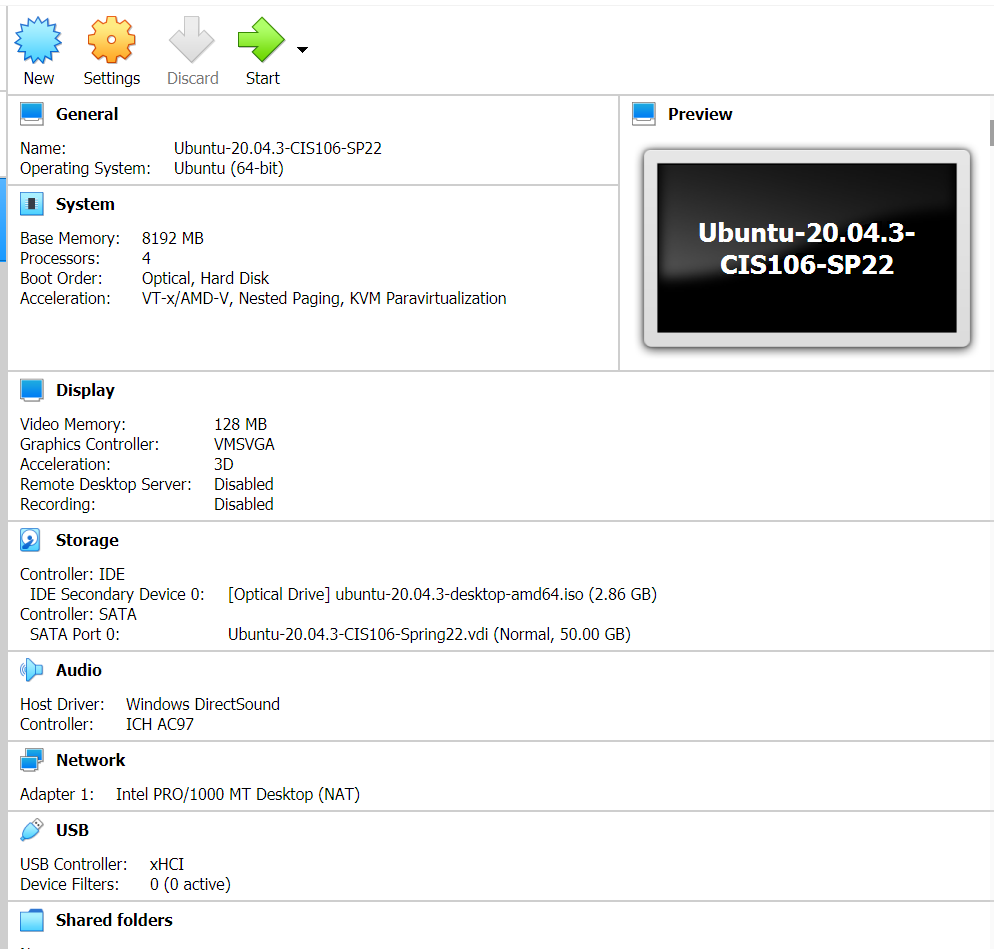 New Settings Discard Start
General
Name: Ubuntu-20.04.3-CIS106-SP22
Operating System: Ubuntu (64-bit)
Preview
Ubuntu-20.04.3-
CIS106-SP22
System
Base Memory: 8192 MB
Processors: 4
Boot Order: Optical, Hard Disk
Acceleration: VT-x/AMD-V, Nested Paging, KVM Paravirtualization
Display
Video Memory: 128 MB
Graphics Controller: VMSVGA
Acceleration: 3D
Remote Desktop Server: Disabled
Recording: Disabled
Storage
Controller: IDE
IDE Secondary Device 0: [Optical Drive] ubuntu-20.04.3-desktop-amd64.iso (2.86 GB)
Controller: SATA
SATA Port 0: Ubuntu-20.04.3-CIS106-Spring22.vdi (Normal, 50.00 GB)
Audio
Host Driver: Windows DirectSound
Controller: ICH AC97
Network
Adapter 1: Intel PRO/1000 MT Desktop (NAT)
USB
USB Controller: xHCI
Device Filters: 0 (0 active)
Shared folders